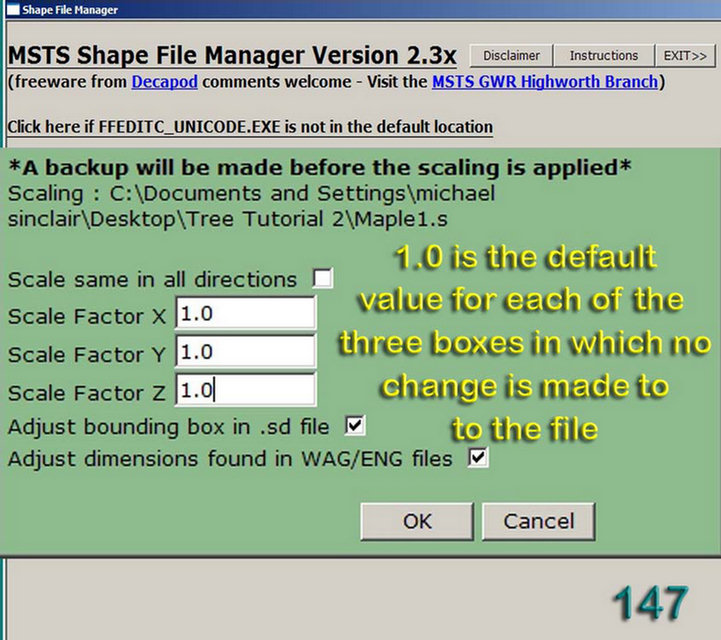 Shape File Manager
MSTS Shape File Manager Version 2.3x
Disclaimer
Instructions
EXIT>>
(freeware from Decapod comments welcome - Visit the MSTS GWR Highworth Branch)
Click here if FFEDITC_UNICODE.EXE is not in the default location
*A backup will be made before the scaling is applied*
Scaling : C:\Documents and Settings\michael
sinclair\Desktop\Tree Tutorial 2\Maple1.s
Scale same in all directions
Scale Factor X 1.0
Scale Factor Y 1.0
Scale Factor Z 1.0
Adjust bounding box in .sd file
Adjust dimensions found in WAG/ENG files
1.0 is the default
value for each of the
three boxes in which no
change is made to
to the file
OK
Cancel
147